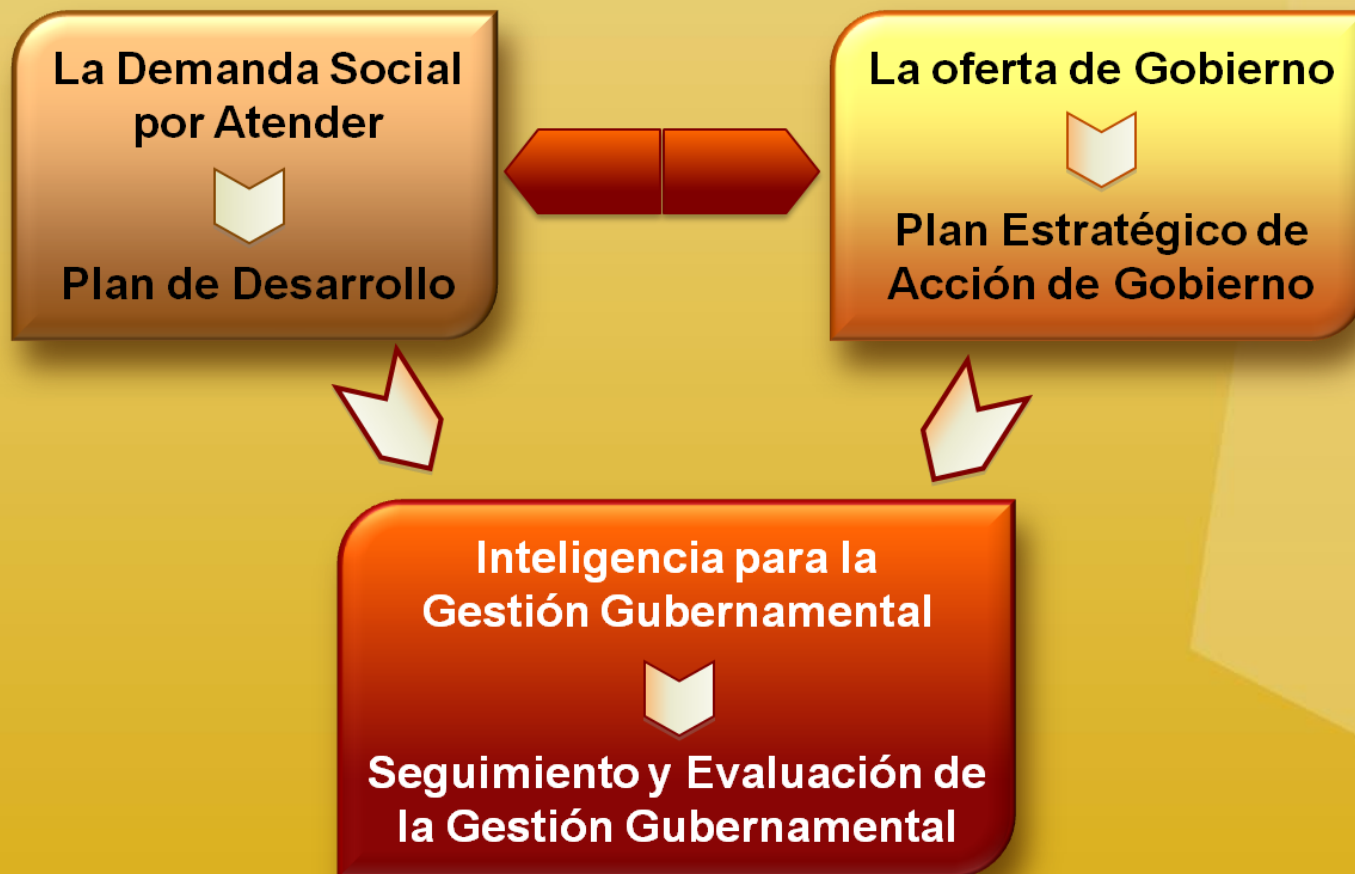 La Demanda Social
por Atender
Plan de Desarrollo
La oferta de Gobierno
Plan Estratégico de
Acción de Gobierno
Inteligencia para la
Gestión Gubernamental
Seguimiento y Evaluación de
la Gestión Gubernamental